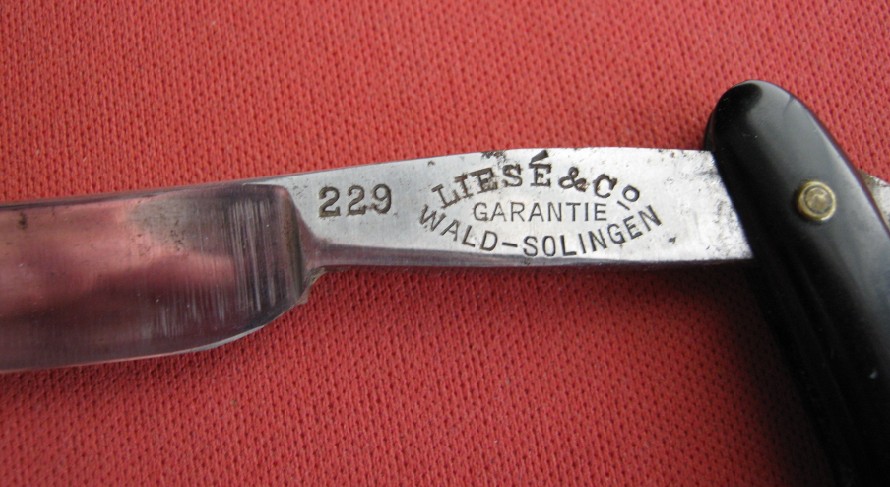 229
LIESÉ & Co
GARANTIE
WALD-SOLINGEN